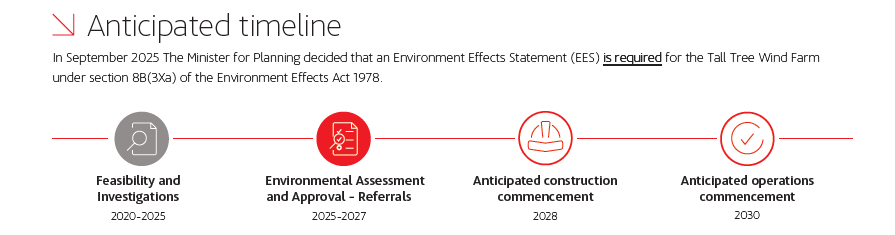 Anticipated timeline
In September 2025 The Minister for Planning decided that an Environment Effects Statement (EES) is required for the Tall Tree Wind Farm
under section 8B(3Xa) of the Environment Effects Act 1978.
Feasibility and
Investigations
2020-2025
Environmental Assessment
and Approval - Referrals
2025-2027
Anticipated construction
commencement
2028
Anticipated operations
commencement
2030